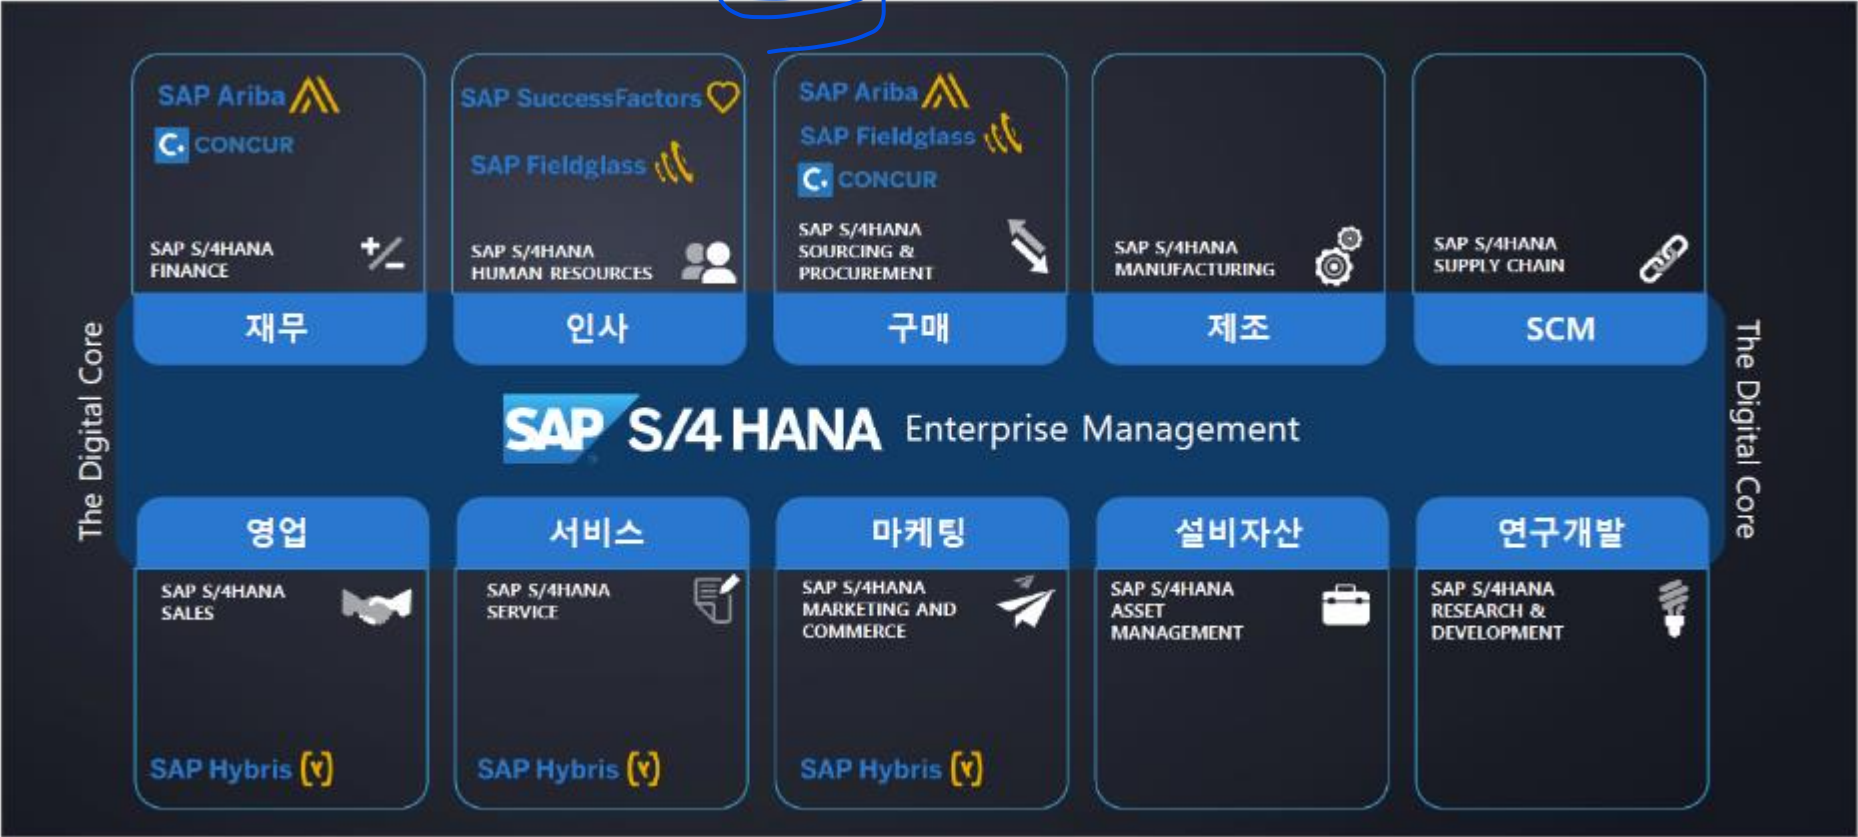 SAP Ariba
CONCUR
SAP S/4HANA
FINANCE
재무
SAP SuccessFactors
SAP Fieldglass
SAP S/4HANA
HUMAN RESOURCES
인사
SAP Ariba
SAP Fieldglass
CONCUR
SAP S/4HANA
SOURCING &
PROCUREMENT
구매
SAP S/4HANA
MANUFACTURING
제조
SAP S/4HANA
SUPPLY CHAIN
SCM
The Digital Core
SAP S/4 HANA Enterprise Management
The Digital Core
영업
SAP S/4HANA
SALES
SAP Hybris
서비스
SAP S/4HANA
SERVICE
SAP Hybris
마케팅
SAP S/4HANA
MARKETING AND
COMMERCE
SAP Hybris
설비자산
SAP S/4HANA
ASSET
MANAGEMENT
연구개발
SAP S/4HANA
RESEARCH &
DEVELOPMENT